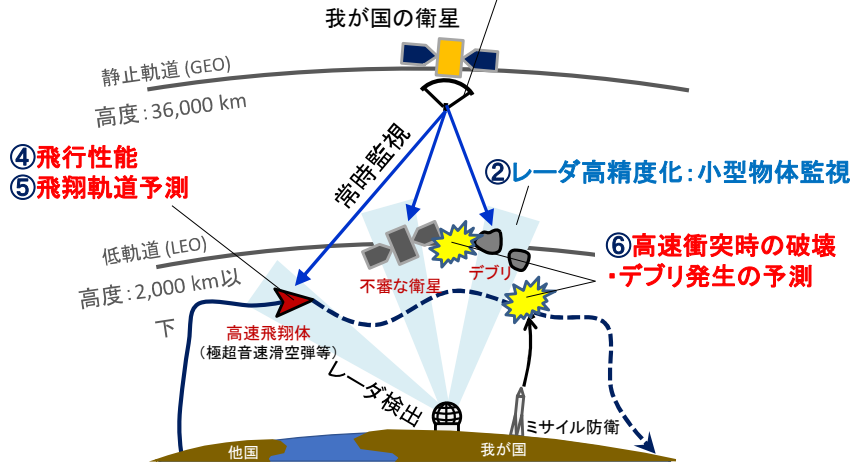 我が国の衛星
静止軌道 (GEO)
高度：36,000 km
常時監視
④飛行性能
⑤飛翔軌道予測
②レーダ高精度化：小型物体監視
低軌道 (LEO)
高度：2,000 km以
下
不審な衛星
デブリ
⑥高速衝突時の破壊
・デブリ発生の予測
高速飛翔体
（極超音速滑空弾等）
レーダ検出
ミサイル防衛
他国
我が国